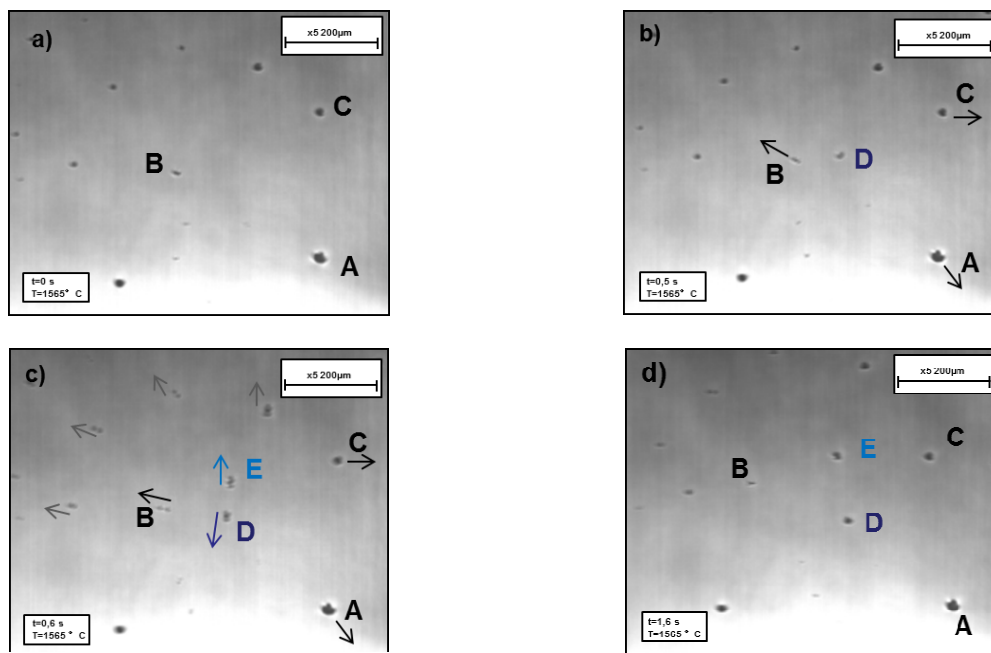 a)
x5 200µm
C
B
A
t=0 s
T=1565° C
b)
x5 200µm
C
D
B
A
t=0,5 s
T=1565° C
c)
x5 200µm
C
E
B
D
A
t=0,6 s
T=1565 ° C
d)
x5 200µm
E
C
B
D
A
t=1,6 s
T=1565° C